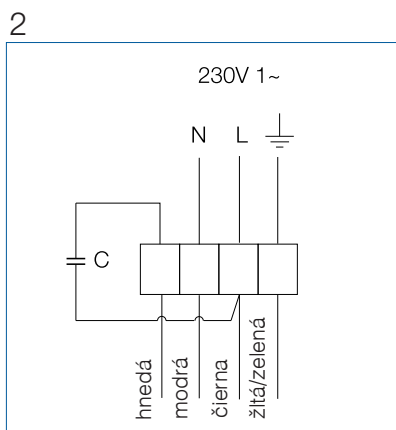 2
230V 1~
N L
C
hnedá
modrá
čierna
žltá/zelená